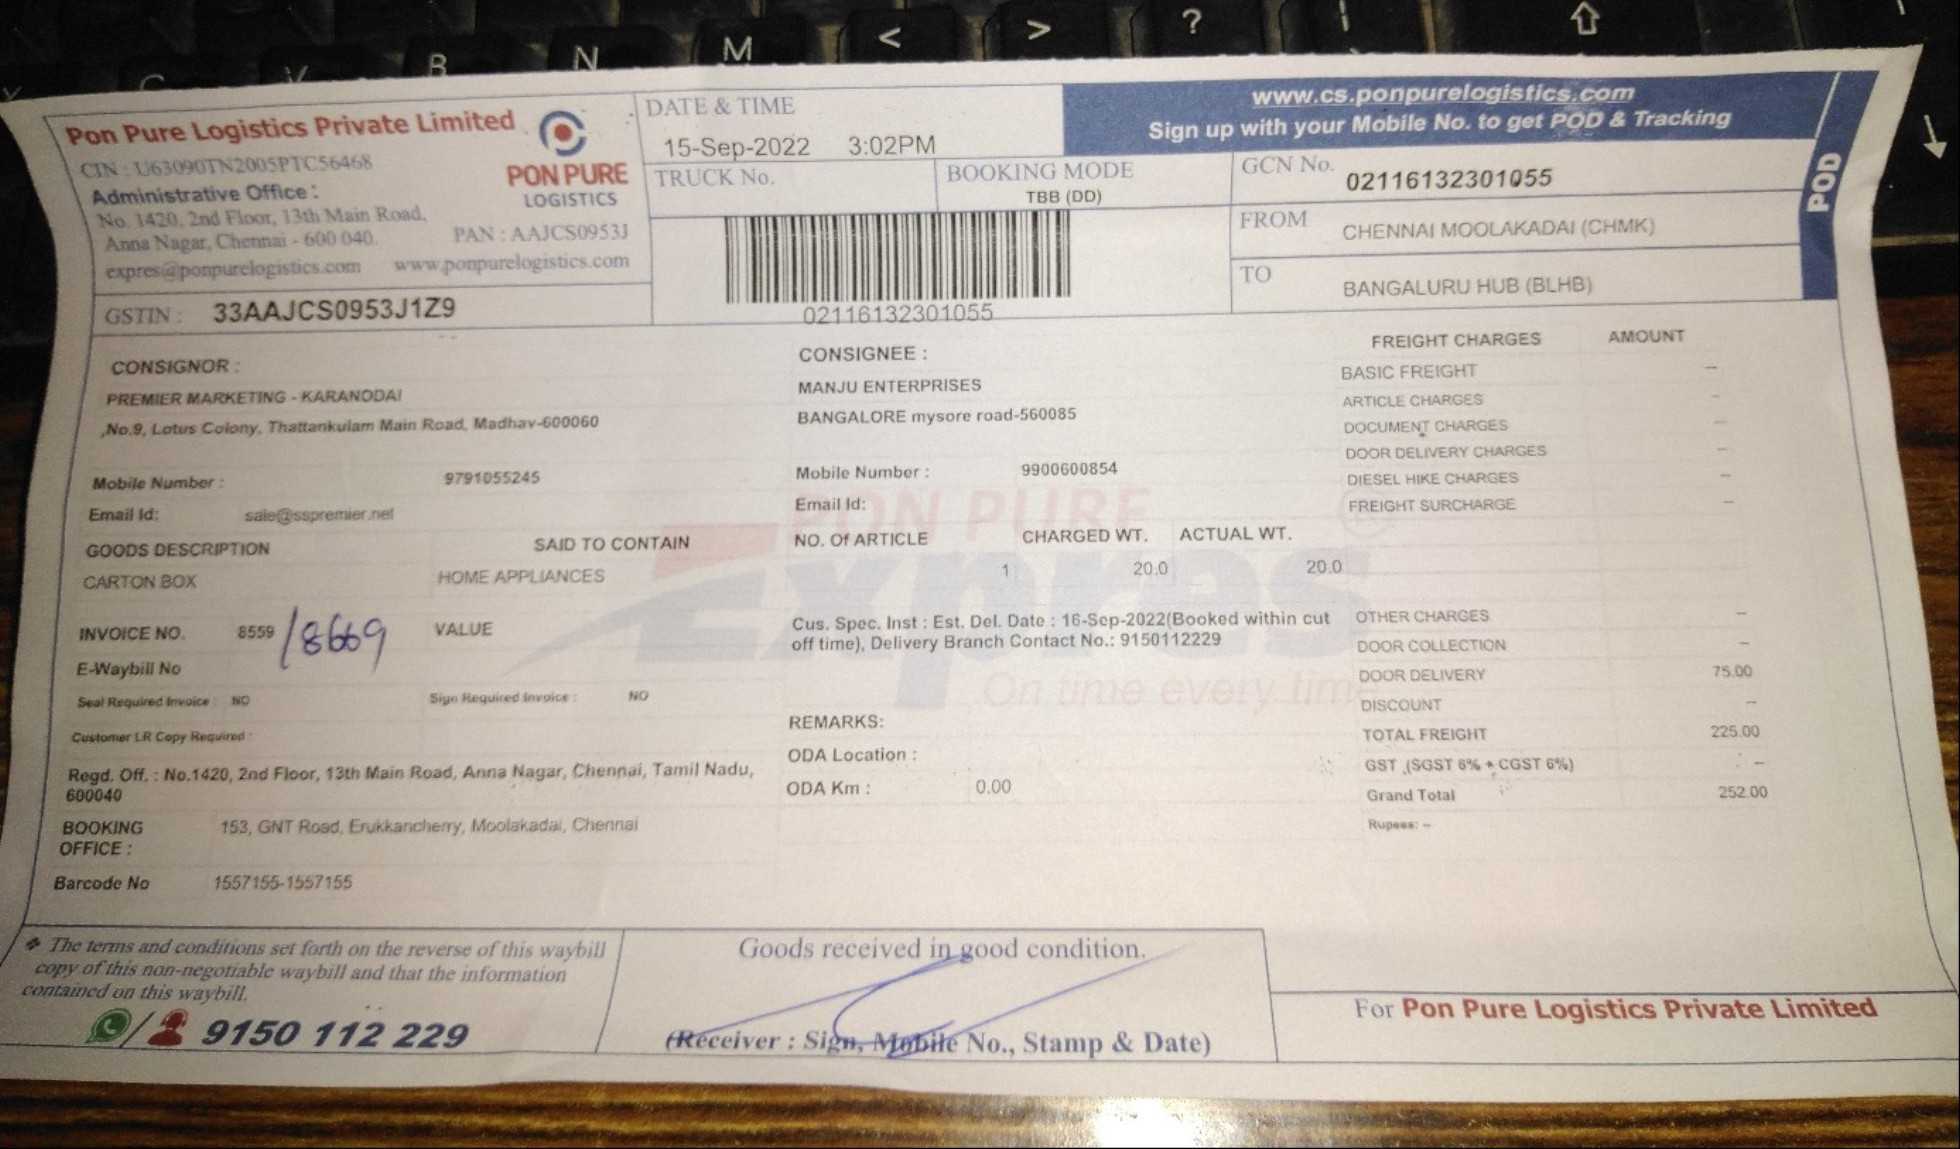 Pon Pure Logistics Private Limited
CIN : U63090TN2005PTC56468
Administrative Office :
No. 1420, 2nd Floor, 13th Main Road,
Anna Nagar, Chennai - 600 040.
PAN : AAJCS0953J
expres@ponpurelogistics.com www.ponpurelogistics.com
PON PURE
LOGISTICS
GSTIN : 33AAJCS0953J1Z9
DATE & TIME
15-Sep-2022 3:02PM
TRUCK No.
BOOKING MODE
TBB (DD)
02116132301055
www.cs.ponpurelogistics.com
Sign up with your Mobile No. to get POD & Tracking
POD
GCN No. 02116132301055
FROM CHENNAI MOOLAKADAI (CHMK)
TO BANGALURU HUB (BLHB)
CONSIGNOR :
PREMIER MARKETING - KARANODAI
,No.9, Lotus Colony, Thattankulam Main Road, Madhav-600060
Mobile Number : 9791055245
Email Id: sale@sspremier.net
GOODS DESCRIPTION SAID TO CONTAIN
CARTON BOX HOME APPLIANCES
INVOICE NO. 8559 /8669 VALUE
E-Waybill No
Seal Required Invoice : NO Sign Required Invoice : NO
Customer LR Copy Required :
Regd. Off. : No.1420, 2nd Floor, 13th Main Road, Anna Nagar, Chennai, Tamil Nadu,
600040
BOOKING OFFICE : 153, GNT Road, Erukkancherry, Moolakadai, Chennai
Barcode No 1557155-1557155
CONSIGNEE :
MANJU ENTERPRISES
BANGALORE mysore road-560085
Mobile Number : 9900600854
Email Id:
PON PURE
Expres
On time every time
NO. Of ARTICLE CHARGED WT. ACTUAL WT.
1 20.0 20.0
Cus. Spec. Inst : Est. Del. Date : 16-Sep-2022(Booked within cut
off time), Delivery Branch Contact No.: 9150112229
REMARKS:
ODA Location :
ODA Km : 0.00
FREIGHT CHARGES AMOUNT
BASIC FREIGHT --
ARTICLE CHARGES --
DOCUMENT CHARGES --
DOOR DELIVERY CHARGES --
DIESEL HIKE CHARGES --
FREIGHT SURCHARGE --
OTHER CHARGES --
DOOR COLLECTION --
DOOR DELIVERY 75.00
DISCOUNT --
TOTAL FREIGHT 225.00
GST (SGST 6% + CGST 6%) --
Grand Total 252.00
Rupees: --
❖ The terms and conditions set forth on the reverse of this waybill
copy of this non-negotiable waybill and that the information
contained on this waybill.
/ 9150 112 229
Goods received in good condition.
(Receiver : Sign, Mobile No., Stamp & Date)
For Pon Pure Logistics Private Limited
B N M < > ?